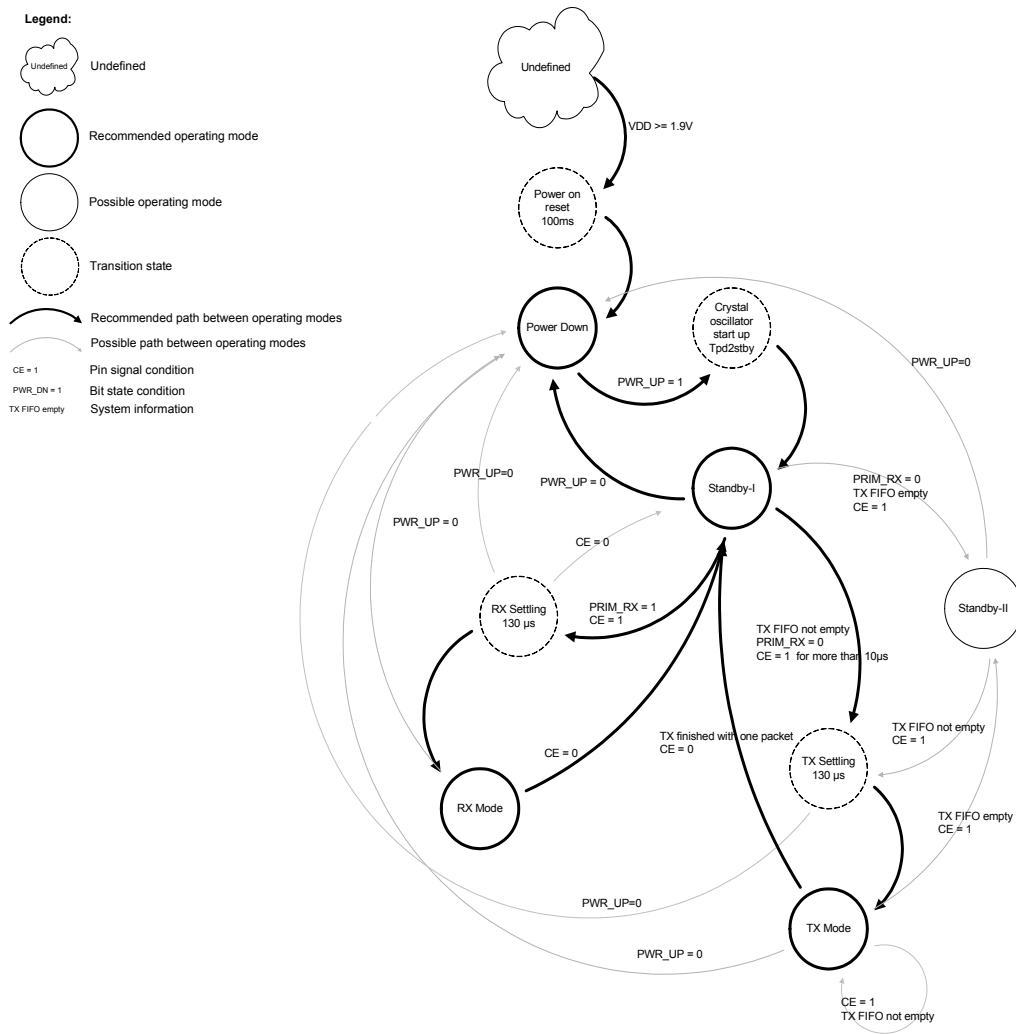 Legend:
Undefined
Undefined
Recommended operating mode
Possible operating mode
Transition state
Recommended path between operating modes
Possible path between operating modes
CE = 1
Pin signal condition
PWR_DN = 1
Bit state condition
TX FIFO empty
System information
Undefined
VDD >= 1.9V
Power on
reset
100ms
Power Down
Crystal
oscillator
start up
Tpd2stby
PWR_UP = 1
PWR_UP=0
PWR_UP=0
PWR_UP = 0
Standby-I
PRIM_RX = 0
TX FIFO empty
CE = 1
PWR_UP = 0
CE = 0
RX Settling
130 µs
PRIM_RX = 1
CE = 1
Standby-II
TX FIFO not empty
PRIM_RX = 0
CE = 1 for more than 10µs
TX FIFO not empty
CE = 1
TX finished with one packet
CE = 0
CE = 0
TX Settling
130 µs
RX Mode
TX FIFO empty
CE = 1
PWR_UP=0
TX Mode
PWR_UP = 0
CE = 1
TX FIFO not empty